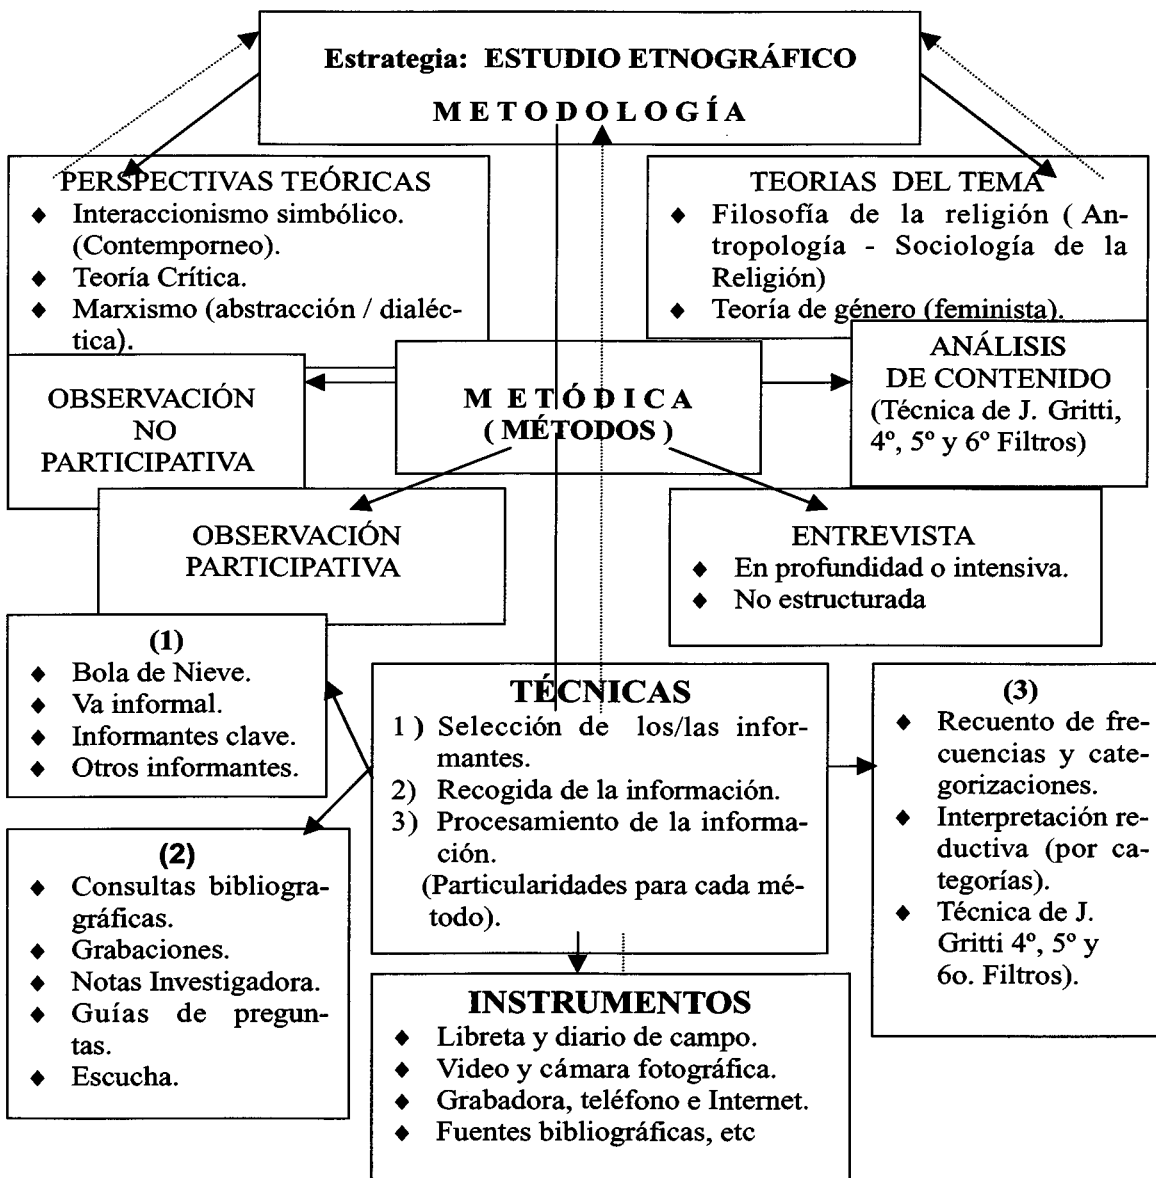 Estrategia: ESTUDIO ETNOGRÁFICO
METODOLOGÍA
PERSPECTIVAS TEÓRICAS
♦ Interaccionismo simbólico.
(Contemporneo).
♦ Teoría Crítica.
♦ Marxismo (abstracción / dialéc-
tica).
TEORIAS DEL TEMA
♦ Filosofía de la religión ( An-
tropología - Sociología de la
Religión)
♦ Teoría de género (feminista).
OBSERVACIÓN
NO
PARTICIPATIVA
METÓDICA
( MÉTODOS )
ANÁLISIS
DE CONTENIDO
(Técnica de J. Gritti,
4º, 5º y 6º Filtros)
OBSERVACIÓN
PARTICIPATIVA
ENTREVISTA
♦ En profundidad o intensiva.
♦ No estructurada
(1)
♦ Bola de Nieve.
♦ Va informal.
♦ Informantes clave.
♦ Otros informantes.
TÉCNICAS
1 ) Selección de los/las infor-
mantes.
2) Recogida de la información.
3) Procesamiento de la informa-
ción.
(Particularidades para cada mé-
todo).
(3)
♦ Recuento de fre-
cuencias y cate-
gorizaciones.
♦ Interpretación re-
ductiva (por ca-
tegorías).
♦ Técnica de J.
Gritti 4º, 5º y
6o. Filtros).
(2)
♦ Consultas bibliogra-
gráficas.
♦ Grabaciones.
♦ Notas Investigadora.
♦ Guías de pregun-
tas.
♦ Escucha.
INSTRUMENTOS
♦ Libreta y diario de campo.
♦ Video y cámara fotográfica.
♦ Grabadora, teléfono e Internet.
♦ Fuentes bibliográficas, etc